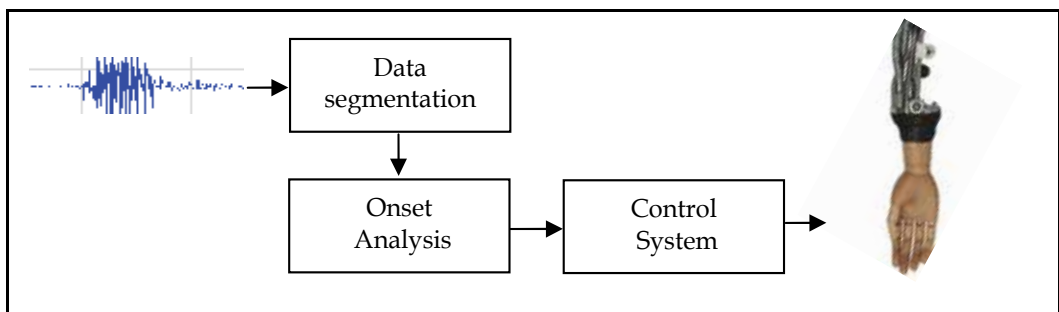 Data
segmentation
Onset
Analysis
Control
System